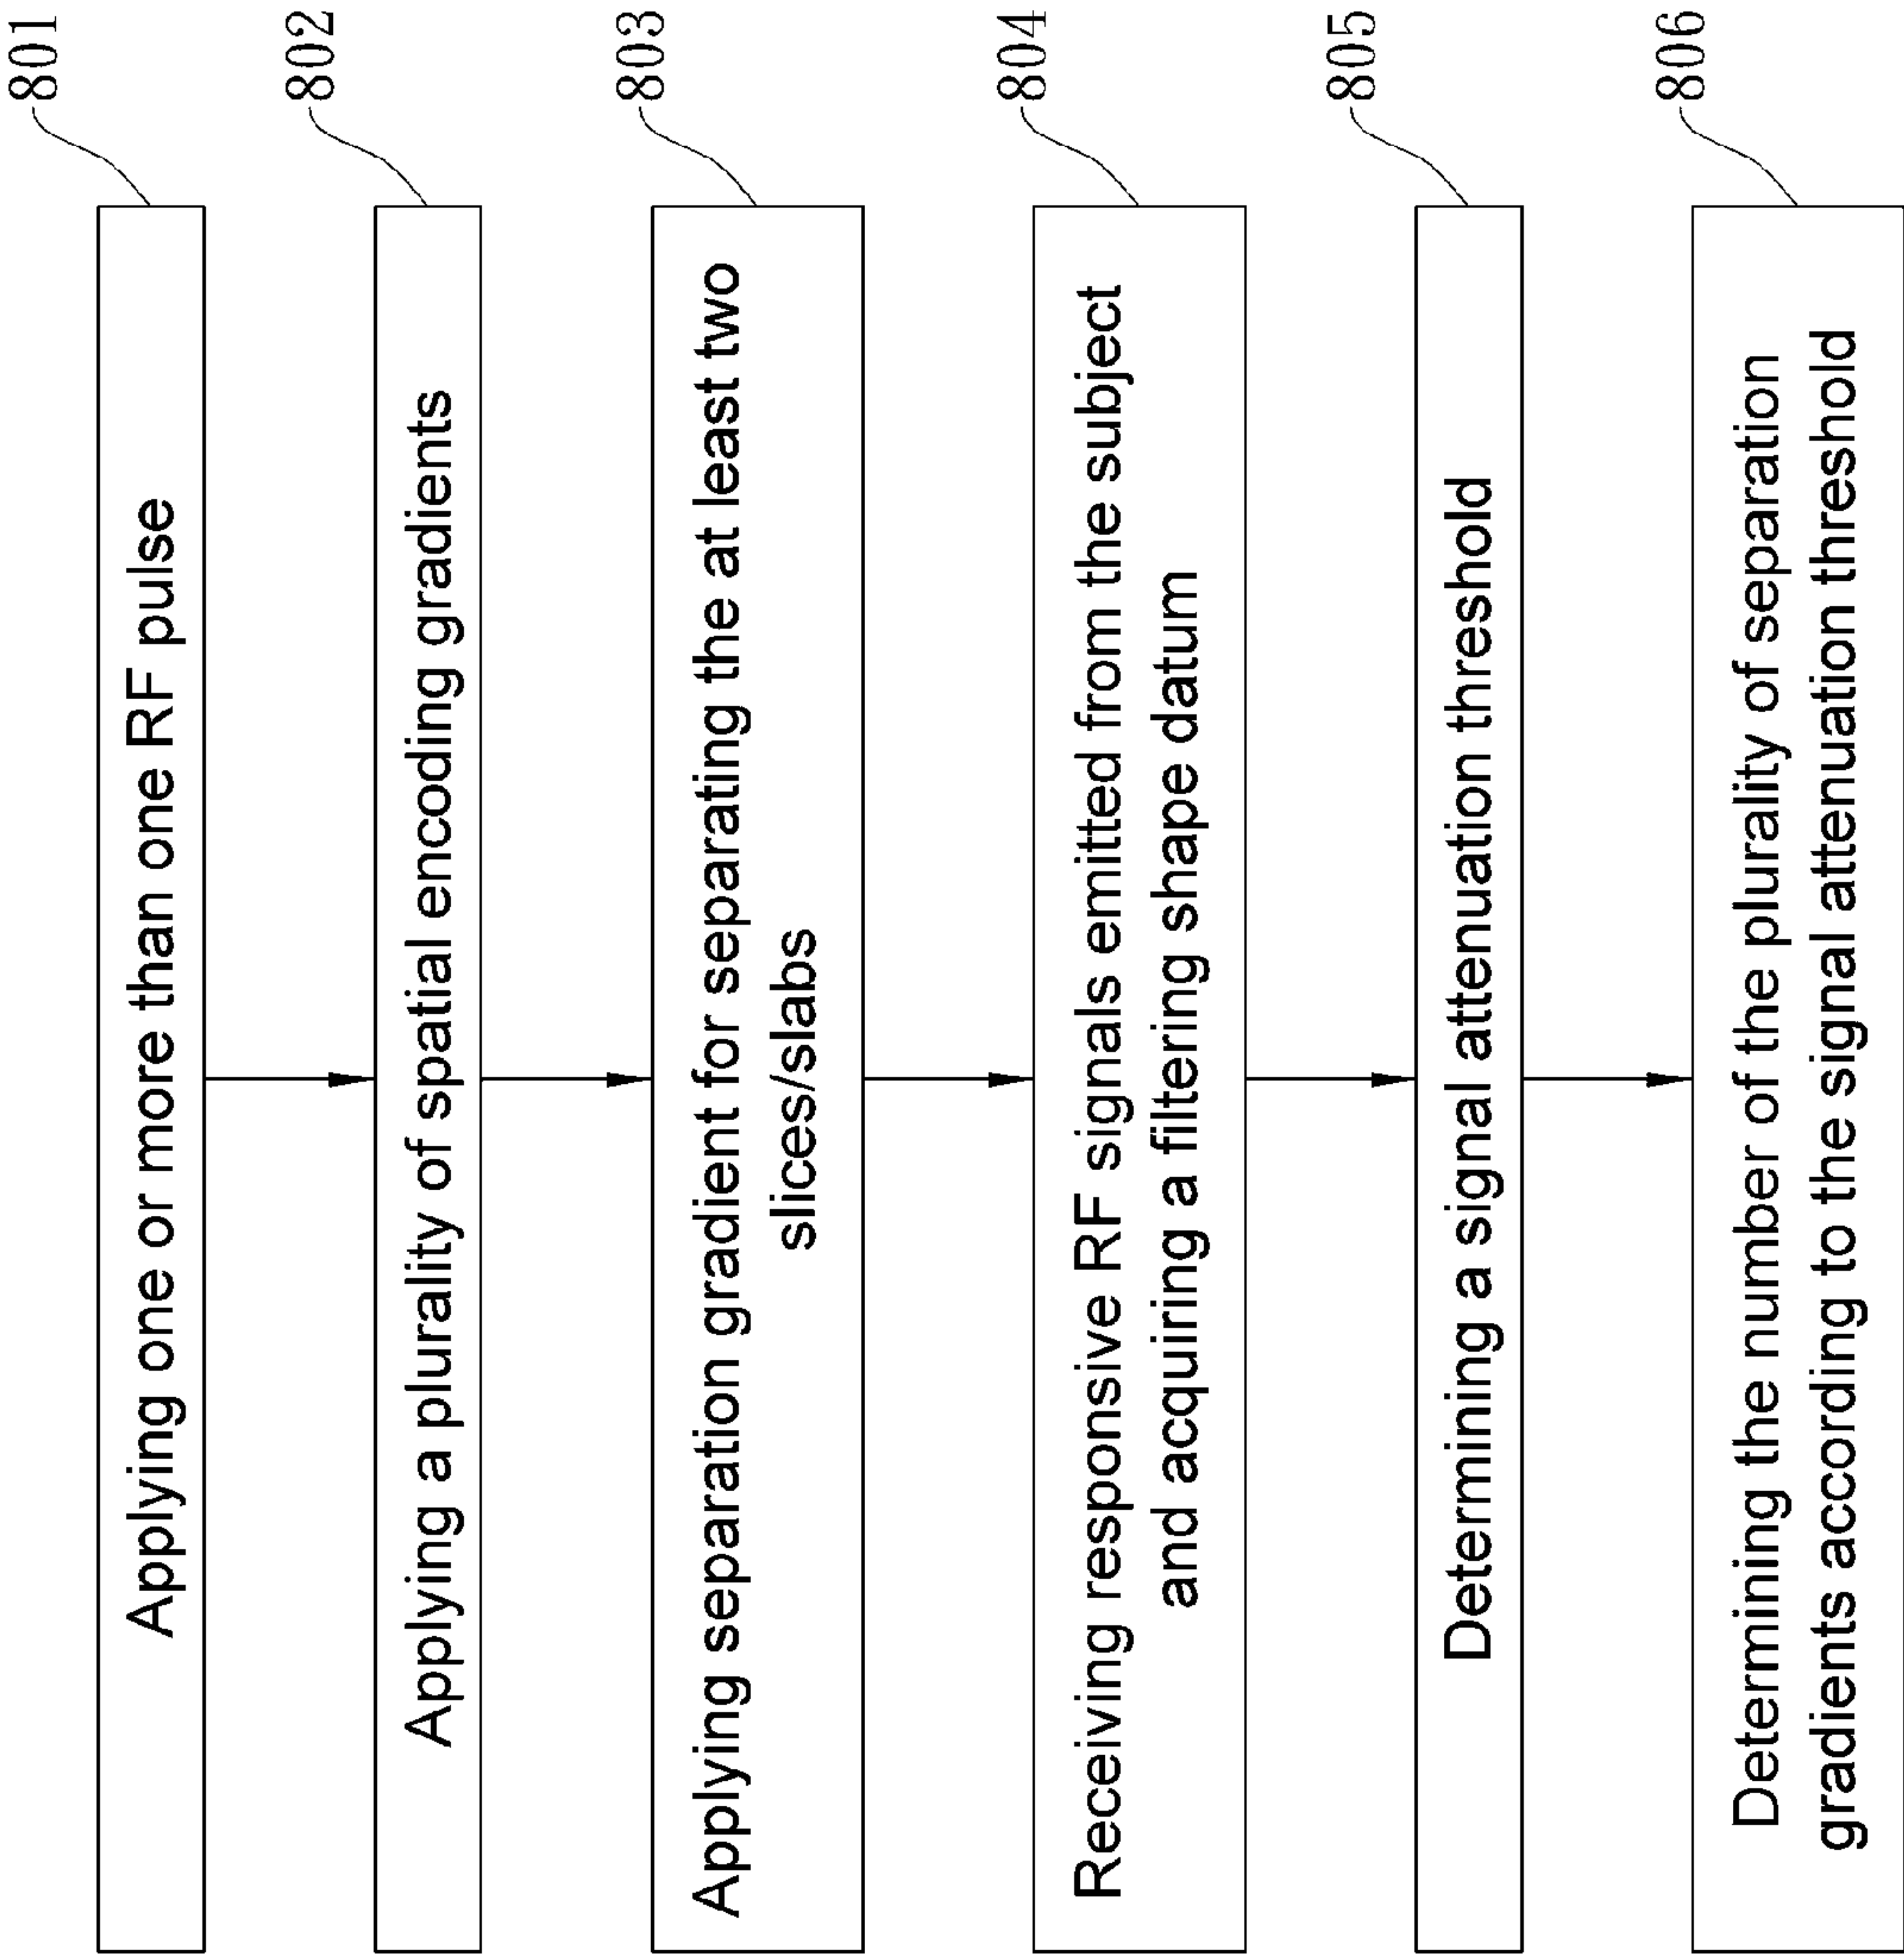 801
Applying one or more than one RF pulse
802
Applying a plurality of spatial encoding gradients
803
Applying separation gradient for separating the at least two
slices/slabs
804
Receiving responsive RF signals emitted from the subject
and acquiring a filtering shape datum
805
Determining a signal attenuation threshold
806
Determining the number of the plurality of separation
gradients according to the signal attenuation threshold